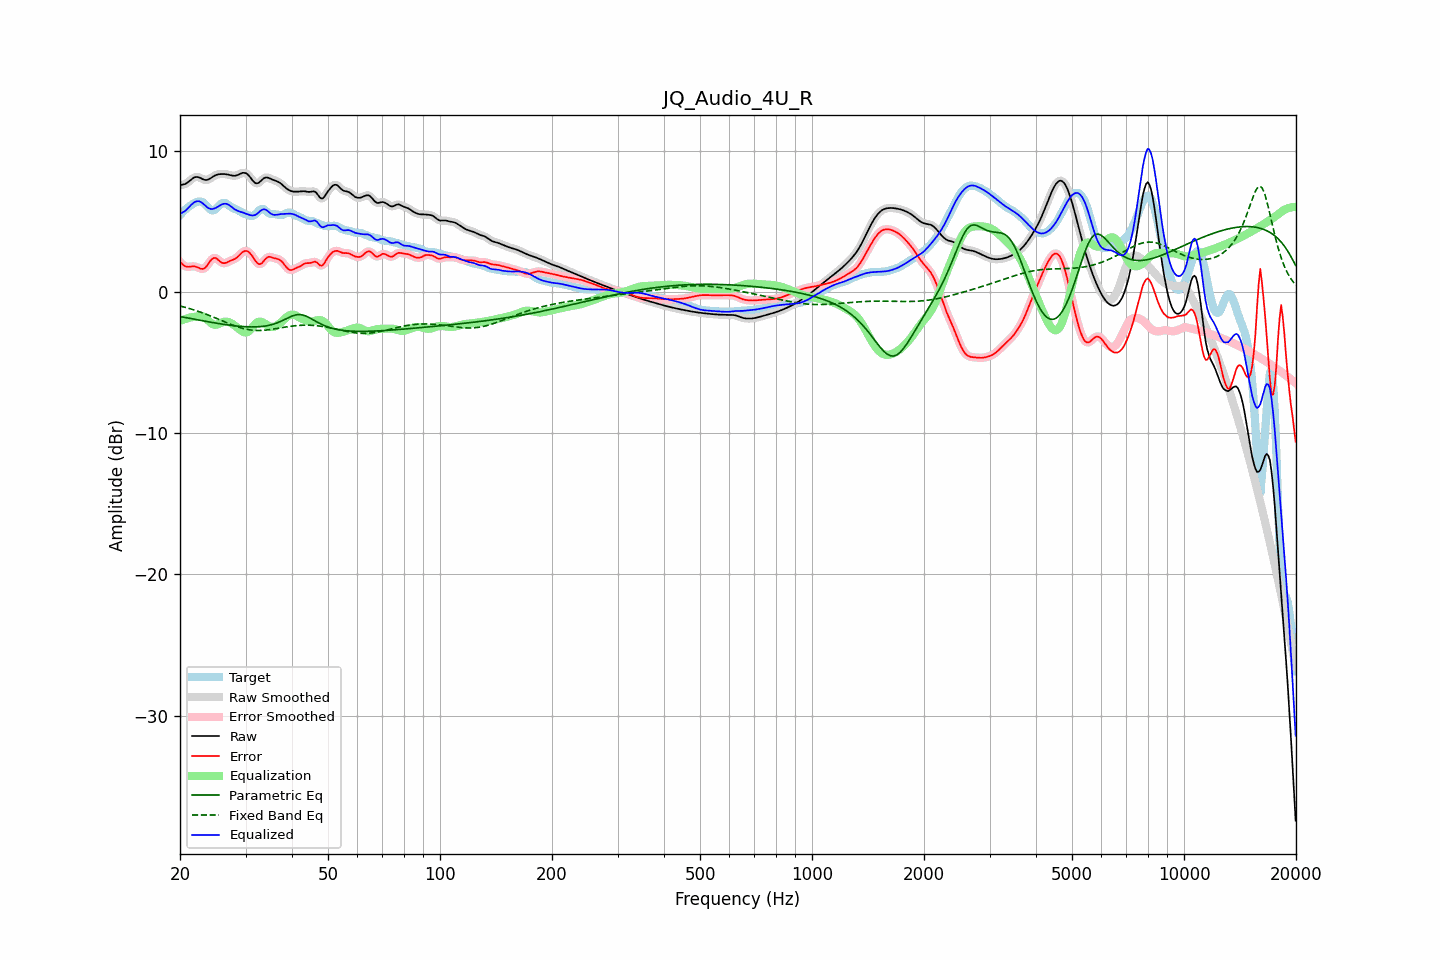 JQ_Audio_4U_R
Amplitude (dBr)
10
0
−10
−20
−30
Target
Raw Smoothed
Error Smoothed
Raw
Error
Equalization
Parametric Eq
Fixed Band Eq
Equalized
20 50 100 200 500 1000 2000 5000 10000 20000
Frequency (Hz)